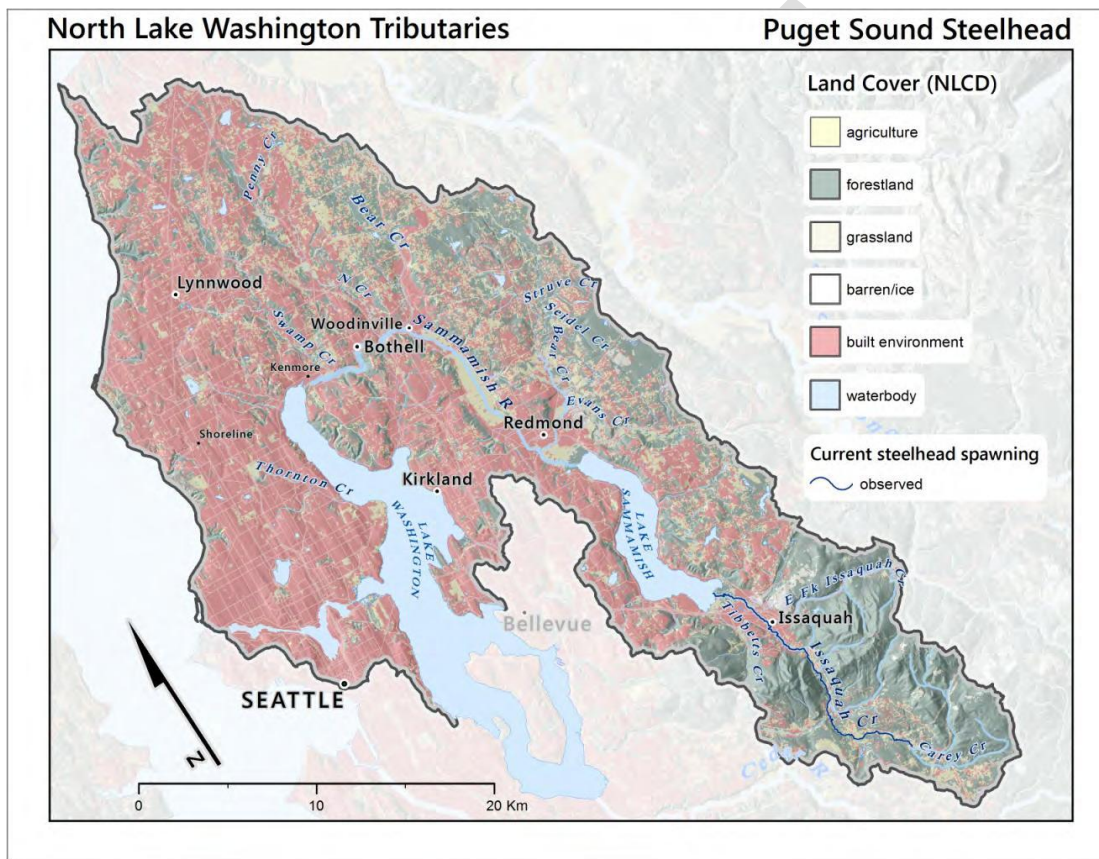 North Lake Washington Tributaries
Puget Sound Steelhead
Land Cover (NLCD)
agriculture
forestland
grassland
barren/ice
built environment
waterbody
Current steelhead spawning
observed
Penny Cr
Bear Cr
Lynnwood
N Cr
Struve Cr
Seidel Cr
Woodinville
Sammamish R
Swamp Cr
Bothell
Bear Cr
Kenmore
Evans Cr
Redmond
Shoreline
Thornton Cr
Kirkland
LAKE
WASHINGTON
LAKE
SAMMAMISH
E Fk Issaquah Cr
Bellevue
Issaquah
Tibbetts Cr
Issaquah Cr
SEATTLE
Carey Cr
Cedar R
N
0
10
20 Km